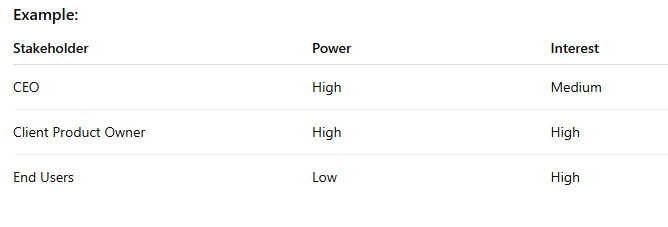 Example:
Stakeholder Power Interest
CEO High Medium
Client Product Owner High High
End Users Low High